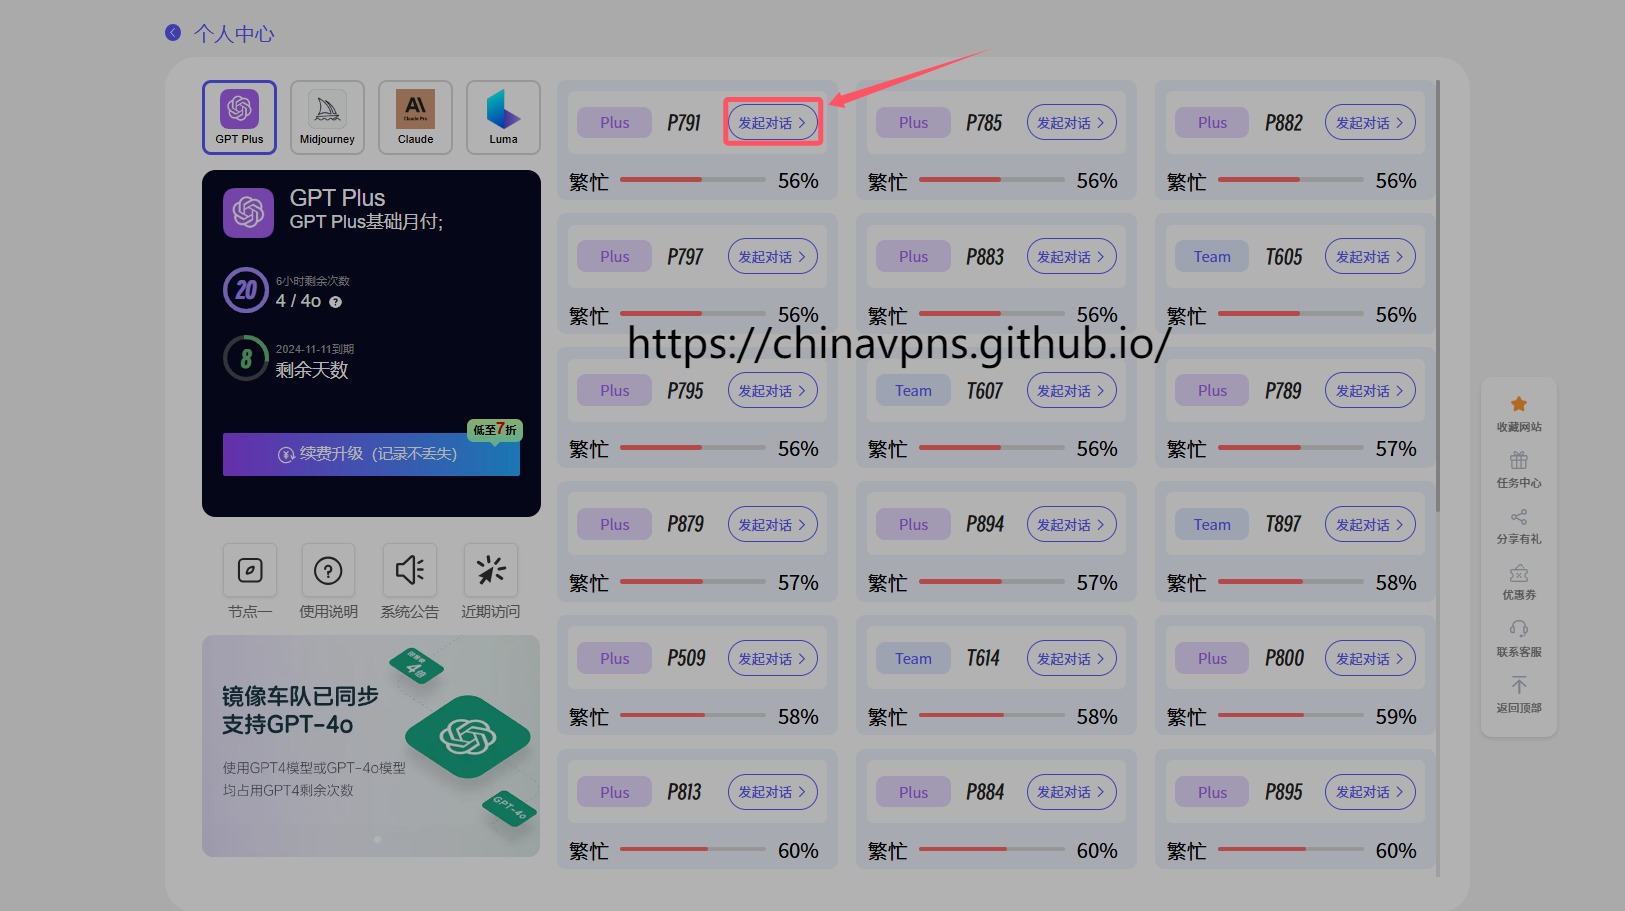 个人中心
GPT Plus
Midjourney
Claude Pro
Claude
Luma
GPT Plus
GPT Plus基础月付;
20
6小时剩余次数
4 / 4o ?
8
2024-11-11到期
剩余天数
低至7折
续费升级（记录不丢失）
节点一
使用说明
系统公告
近期访问
镜像车队已同步
支持GPT-4o
使用GPT4模型或GPT-4o模型
均占用GPT4剩余次数
GPT-4o
Plus P791 发起对话 >
繁忙 56%
Plus P785 发起对话 >
繁忙 56%
Plus P882 发起对话 >
繁忙 56%
Plus P797 发起对话 >
繁忙 56%
Plus P883 发起对话 >
繁忙 56%
Team T605 发起对话 >
繁忙 56%
https://chinavpns.github.io/
Plus P795 发起对话 >
繁忙 56%
Team T607 发起对话 >
繁忙 56%
Plus P789 发起对话 >
繁忙 57%
Plus P879 发起对话 >
繁忙 57%
Plus P894 发起对话 >
繁忙 57%
Team T897 发起对话 >
繁忙 58%
Plus P509 发起对话 >
繁忙 58%
Team T614 发起对话 >
繁忙 58%
Plus P800 发起对话 >
繁忙 59%
Plus P813 发起对话 >
繁忙 60%
Plus P884 发起对话 >
繁忙 60%
Plus P895 发起对话 >
繁忙 60%
收藏网站
任务中心
分享有礼
优惠券
联系客服
返回顶部